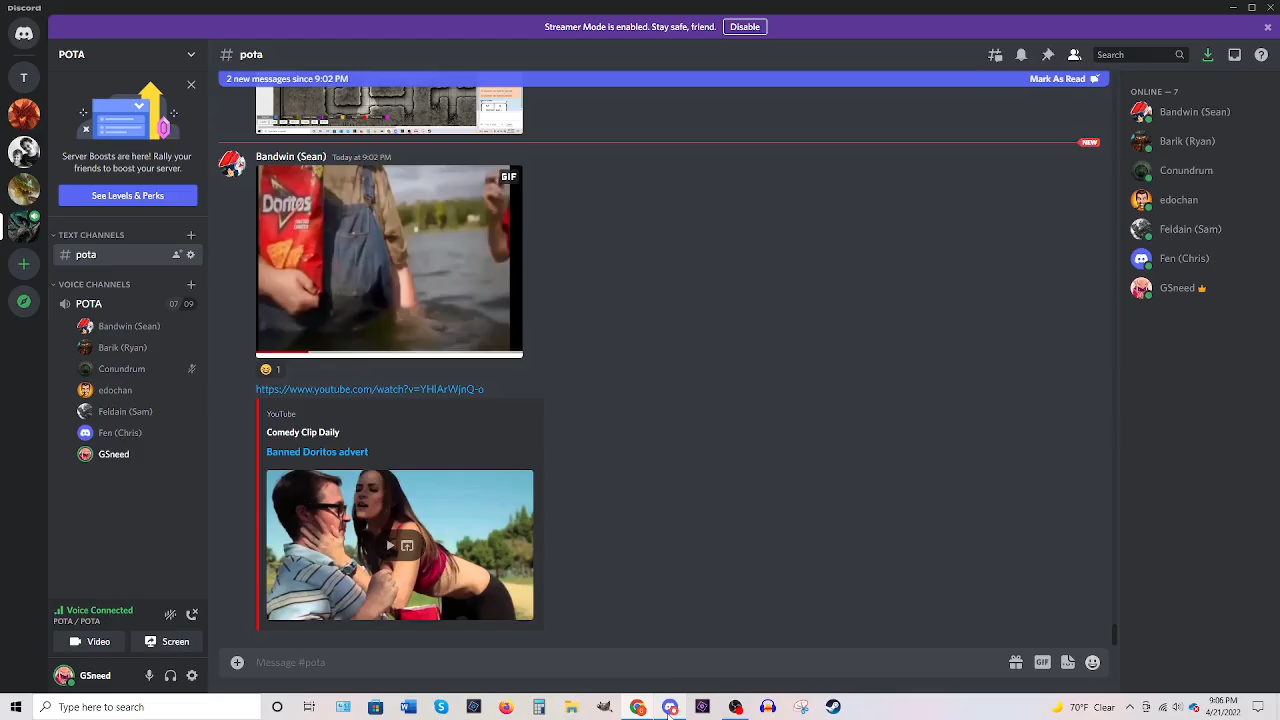 Discord
Streamer Mode is enabled. Stay safe, friend.
Disable
POTA
# pota
Search
2 new messages since 9:02 PM
Mark As Read
T
Server Boosts are here! Rally your
friends to boost your server.
See Levels & Perks
TEXT CHANNELS
# pota
VOICE CHANNELS
POTA
07 09
Bandwin (Sean)
Barik (Ryan)
Conundrum
edochan
Feldain (Sam)
Fen (Chris)
GSneed
NEW
Bandwin (Sean) Today at 9:02 PM
GIF
Doritos
1
https://www.youtube.com/watch?v=YHlArWjnQ-o
YouTube
Comedy Clip Daily
Banned Doritos advert
ONLINE — 7
Bandwin (Sean)
Barik (Ryan)
Conundrum
edochan
Feldain (Sam)
Fen (Chris)
GSneed
Voice Connected
POTA / POTA
Video
Screen
GSneed
Message #pota
GIF
Type here to search
70°F Clear
9:06 PM
4/21/2022